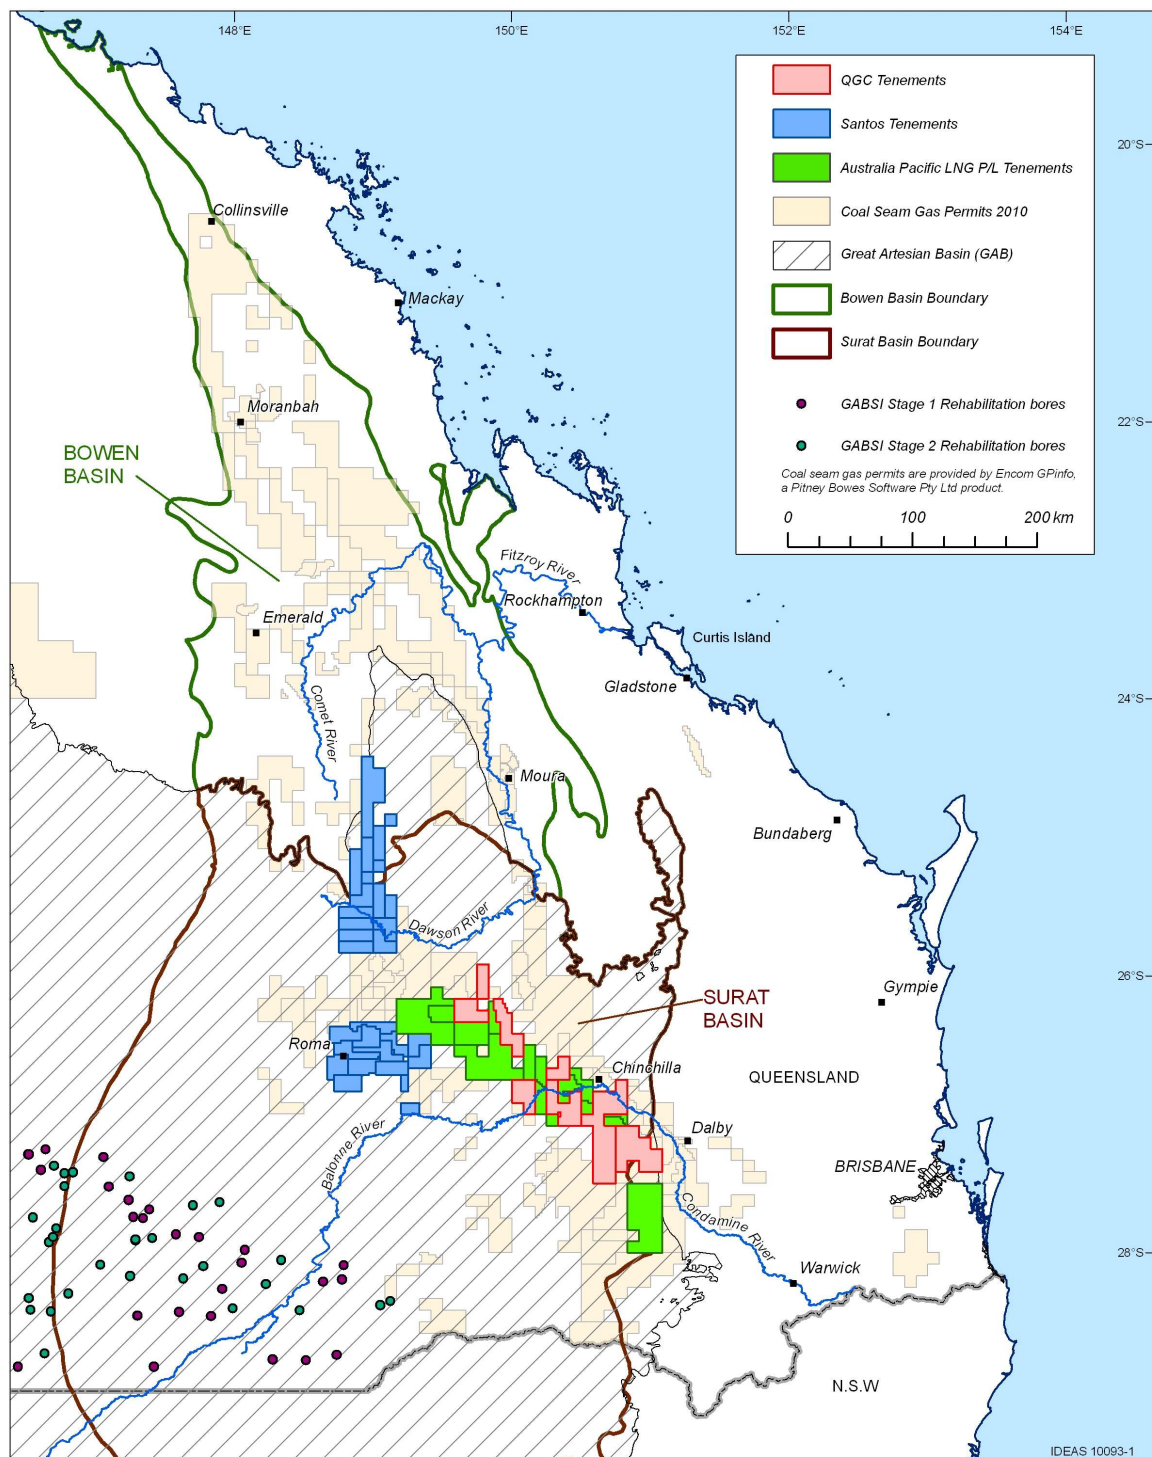 148°E
150°E
152°E
154°E
QGC Tenements
Santos Tenements
20°S
Australia Pacific LNG P/L Tenements
Coal Seam Gas Permits 2010
Great Artesian Basin (GAB)
Bowen Basin Boundary
Surat Basin Boundary
GABSI Stage 1 Rehabilitation bores
22°S
GABSI Stage 2 Rehabilitation bores
Coal seam gas permits are provided by Encom GPinfo,
a Pitney Bowes Software Pty Ltd product.
0
100
200 km
Collinsville
Mackay
Moranbah
BOWEN
BASIN
Fitzroy River
Rockhampton
Emerald
Curtis Island
Gladstone
24°S
Comet River
Moura
Bundaberg
Dawson River
26°S
Gympie
SURAT
BASIN
Roma
Chinchilla
QUEENSLAND
Balonne River
Dalby
BRISBANE
Condamine River
28°S
Warwick
N.S.W
IDEAS 10093-1